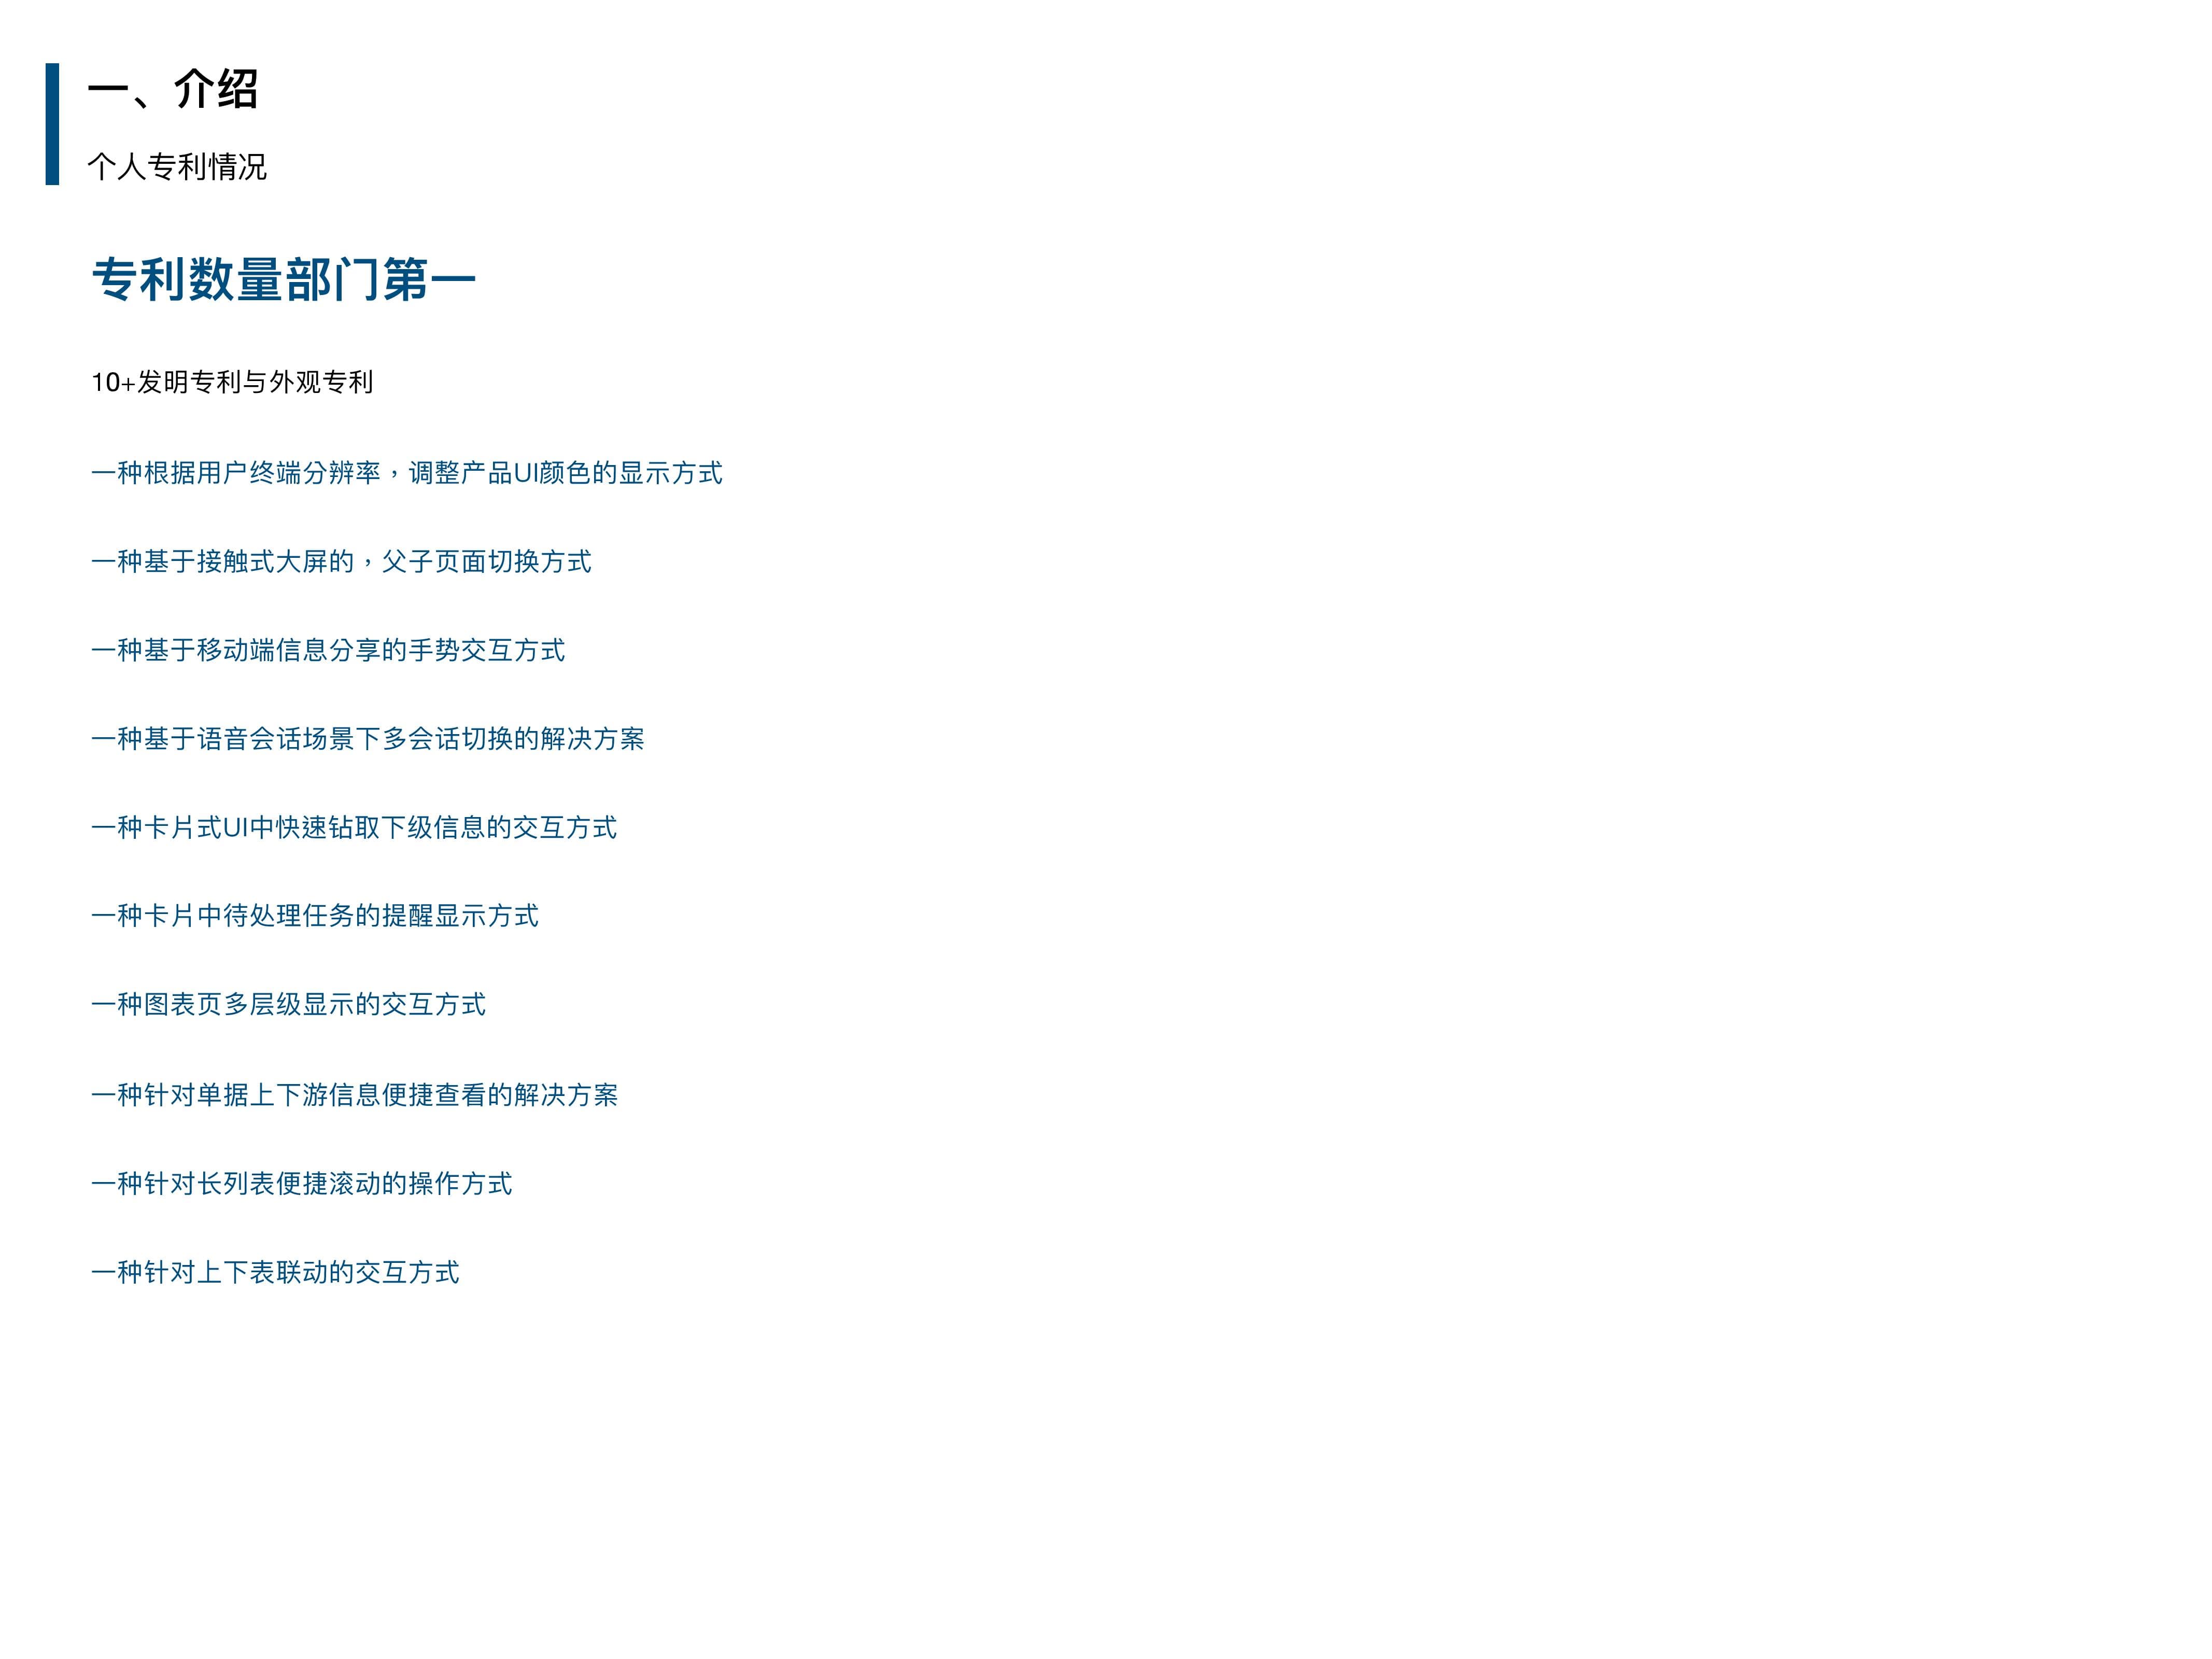 一、介绍
个人专利情况
专利数量部门第一
10+发明专利与外观专利
一种根据用户终端分辨率，调整产品UI颜色的显示方式
一种基于接触式大屏的，父子页面切换方式
一种基于移动端信息分享的手势交互方式
一种基于语音会话场景下多会话切换的解决方案
一种卡片式UI中快速钻取下级信息的交互方式
一种卡片中待处理任务的提醒显示方式
一种图表页多层级显示的交互方式
一种针对单据上下游信息便捷查看的解决方案
一种针对长列表便捷滚动的操作方式
一种针对上下表联动的交互方式